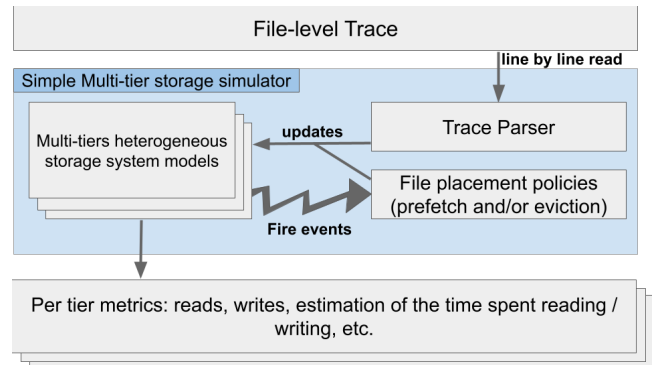 File-level Trace
line by line read
Simple Multi-tier storage simulator
Multi-tiers heterogeneous
storage system models
updates
Trace Parser
File placement policies
(prefetch and/or eviction)
Fire events
Per tier metrics: reads, writes, estimation of the time spent reading /
writing, etc.